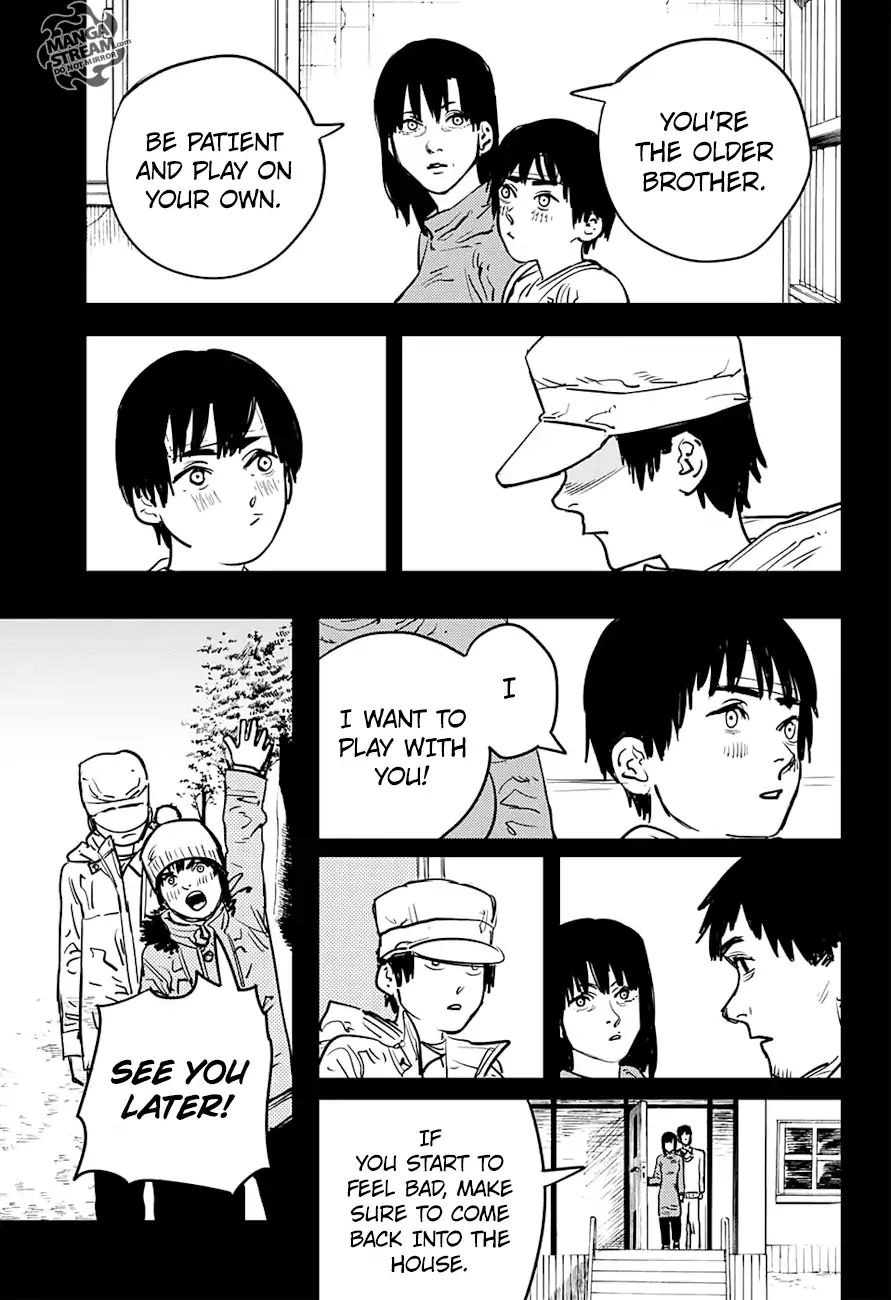 MANGA
STREAM.com
DO NOT MIRROR
YOU'RE
THE OLDER
BROTHER.
BE PATIENT
AND PLAY ON
YOUR OWN.
I
I WANT TO
PLAY WITH
YOU!
IF
YOU START TO
FEEL BAD, MAKE
SURE TO COME
BACK INTO THE
HOUSE.
SEE YOU
LATER!